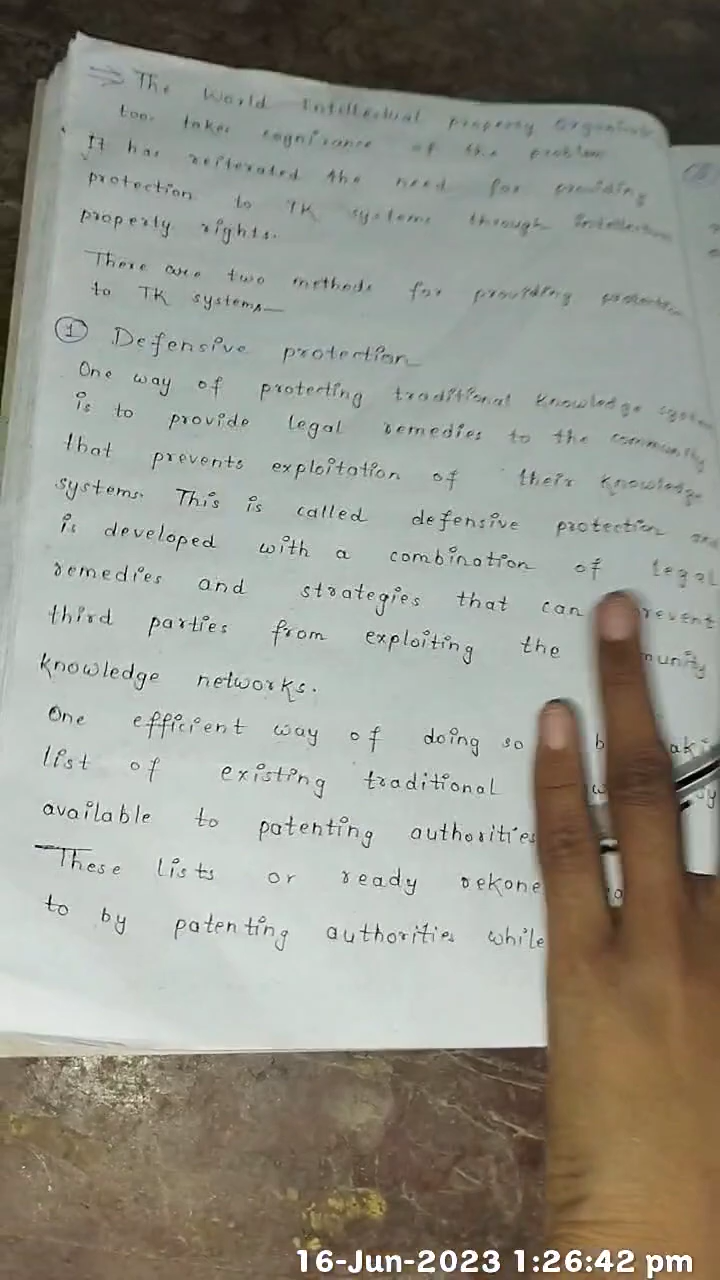 ⇒ The World Intellectual property Organisat
too. takes cognisance of the problem
It has reiterated the need for providing
protection to TK systems through intellectu
property rights.
There are two methods for providing protection
to TK systems
① Defensive protection
One way of protecting traditional knowledge system
is to provide legal remedies to the community
that prevents exploitation of their knowledge
systems. This is called defensive protection and
is developed with a combination of legal
remedies and strategies that can prevent
third parties from exploiting the munity
knowledge networks.
One efficient way of doing so b aki
list of existing traditional
available to patenting authorities
These lists or ready rekone
to by patenting authorities while
16-Jun-2023 1:26:42 pm